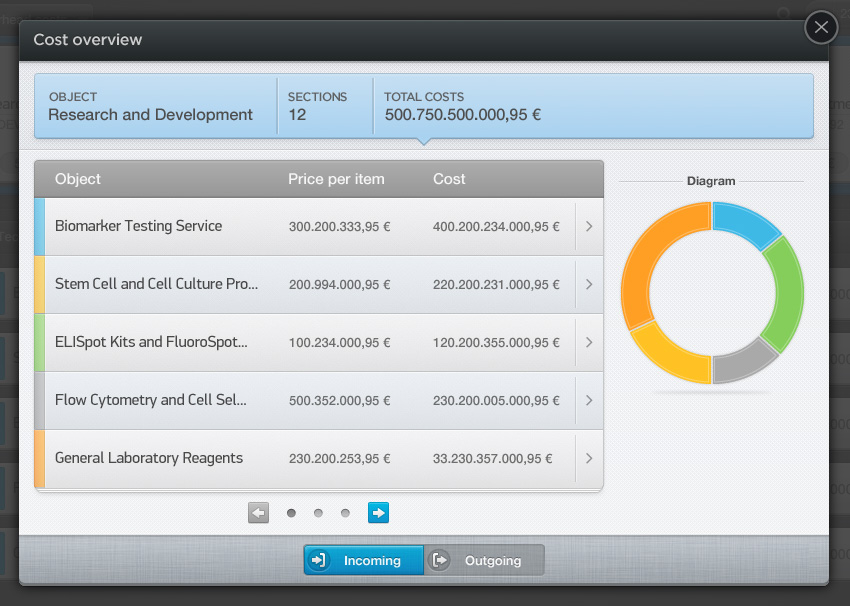 Cost overview
OBJECT SECTIONS TOTAL COSTS
Research and Development 12 500.750.500.000,95 €
Object Price per item Cost
Biomarker Testing Service 300.200.333,95 € 400.200.234.000,95 €
Stem Cell and Cell Culture Pro... 200.994.000,95 € 220.200.231.000,95 €
ELISpot Kits and FluoroSpot... 100.234.000,95 € 120.200.355.000,95 €
Flow Cytometry and Cell Sel... 500.352.000,95 € 230.200.005.000,95 €
General Laboratory Reagents 230.200.253,95 € 33.230.357.000,95 €
Diagram
Incoming Outgoing